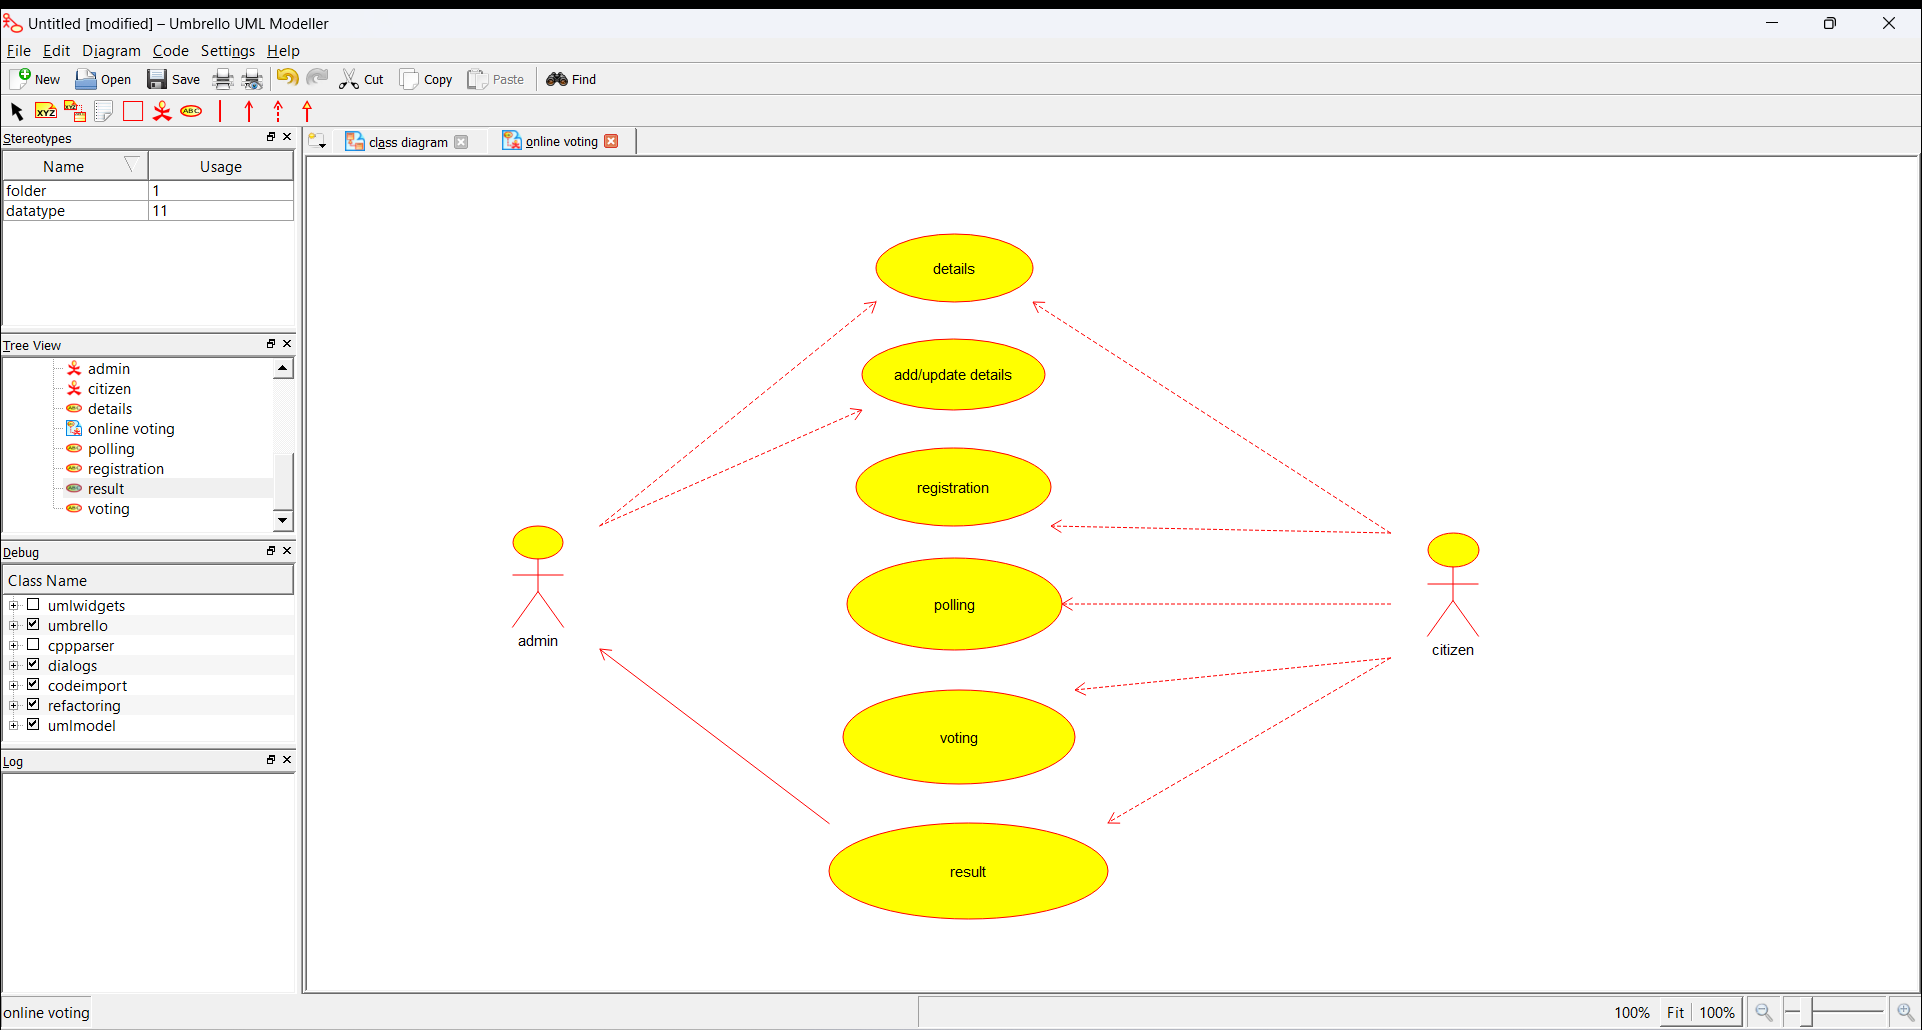 Untitled [modified] – Umbrello UML Modeller
File Edit Diagram Code Settings Help
New Open Save Cut Copy Paste Find
XYZ XYZ ABC
Stereotypes
class diagram online voting
Name Usage
folder 1
datatype 11
Tree View
admin
citizen
details
online voting
polling
registration
result
voting
Debug
Class Name
umlwidgets
umbrello
cppparser
dialogs
codeimport
refactoring
umlmodel
Log
details
add/update details
registration
polling
voting
result
admin
citizen
online voting
100% Fit 100%